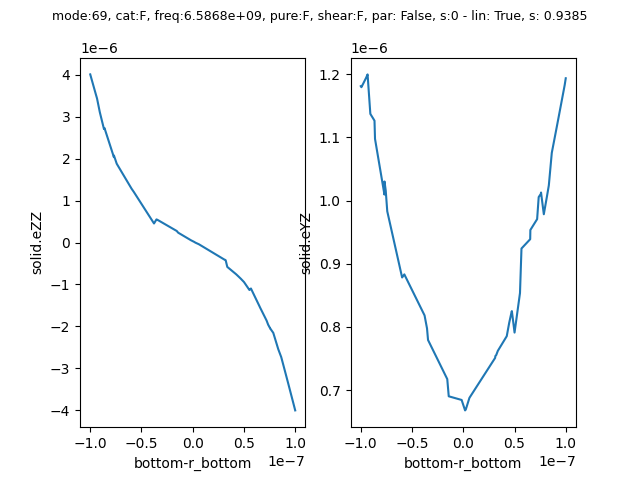 mode:69, cat:F, freq:6.5868e+09, pure:F, shear:F, par: False, s:0 - lin: True, s: 0.9385
1e−6
4
3
2
1
0
−1
−2
−3
−4
solid.eZZ
−1.0 −0.5 0.0 0.5 1.0
bottom-r_bottom 1e−7
1e−6
1.2
1.1
1.0
0.9
0.8
0.7
solid.eYZ
−1.0 −0.5 0.0 0.5 1.0
bottom-r_bottom 1e−7